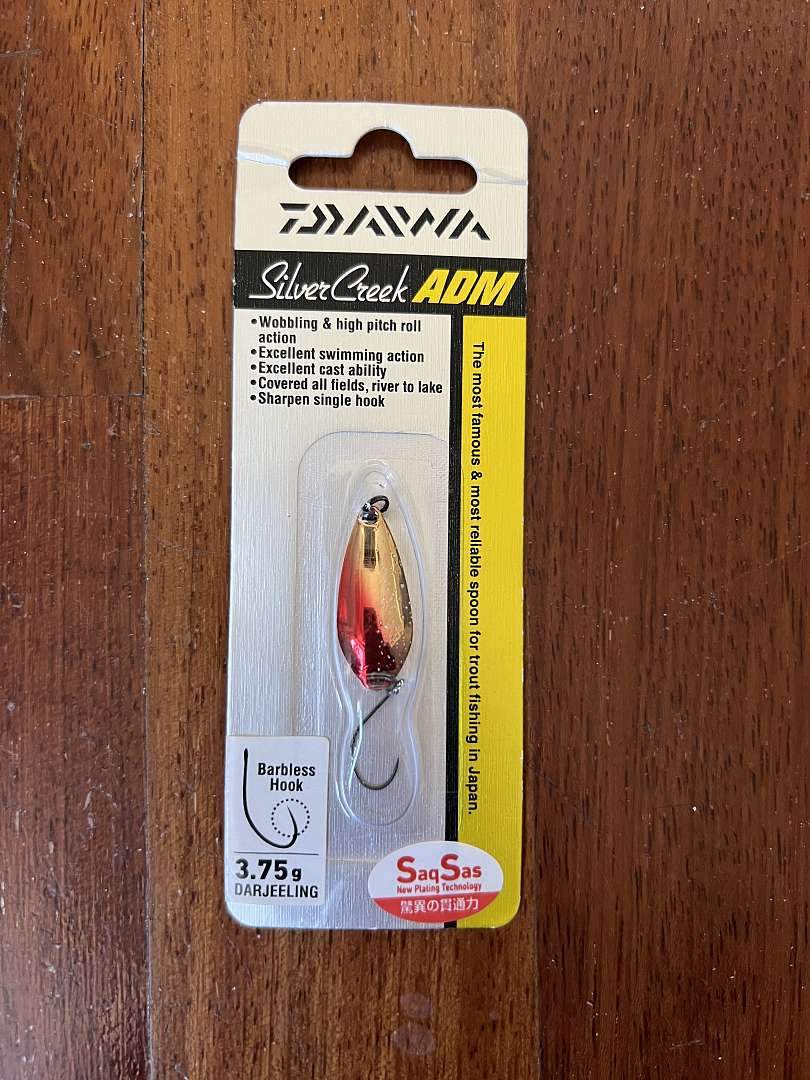 DAIWA
Silver Creek ADM
•Wobbling & high pitch roll
action
•Excellent swimming action
•Excellent cast ability
•Covered all fields, river to lake
•Sharpen single hook
The most famous & most reliable spoon for trout fishing in Japan.
Barbless
Hook
3.75g
DARJEELING
SaqSas
New Plating Technology
驚異の貫通力